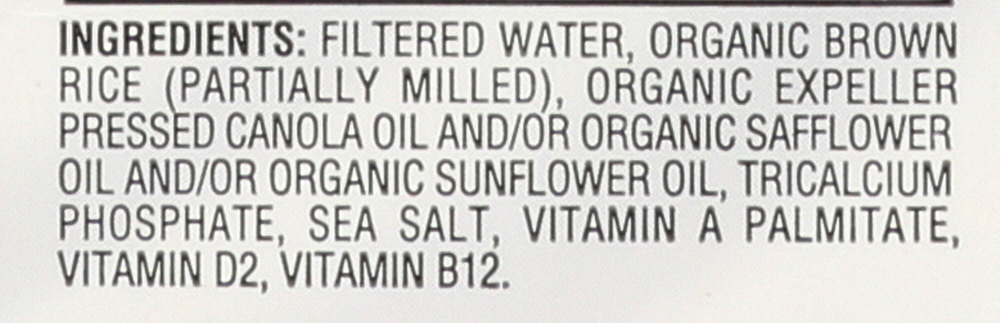 INGREDIENTS: FILTERED WATER, ORGANIC BROWN
RICE (PARTIALLY MILLED), ORGANIC EXPELLER
PRESSED CANOLA OIL AND/OR ORGANIC SAFFLOWER
OIL AND/OR ORGANIC SUNFLOWER OIL, TRICALCIUM
PHOSPHATE, SEA SALT, VITAMIN A PALMITATE,
VITAMIN D2, VITAMIN B12.